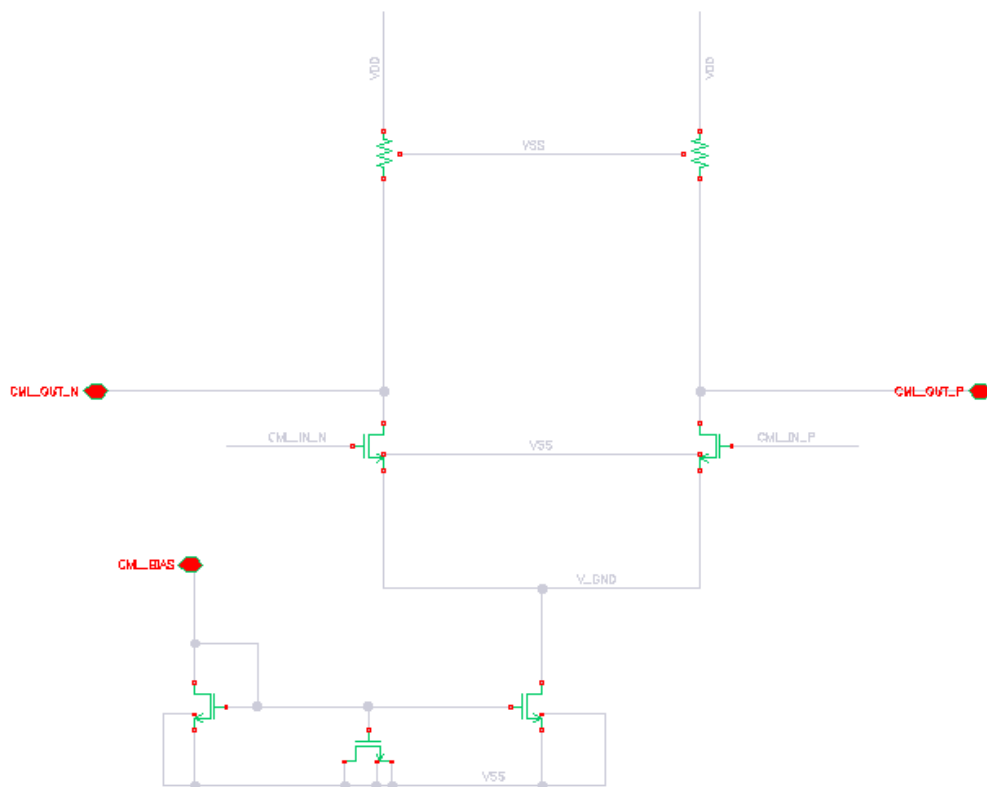 VDD
VDD
VSS
CML_OUT_N
CML_OUT_P
CML_IN_N
VSS
CML_IN_P
CML_BIAS
V_GND
VSS